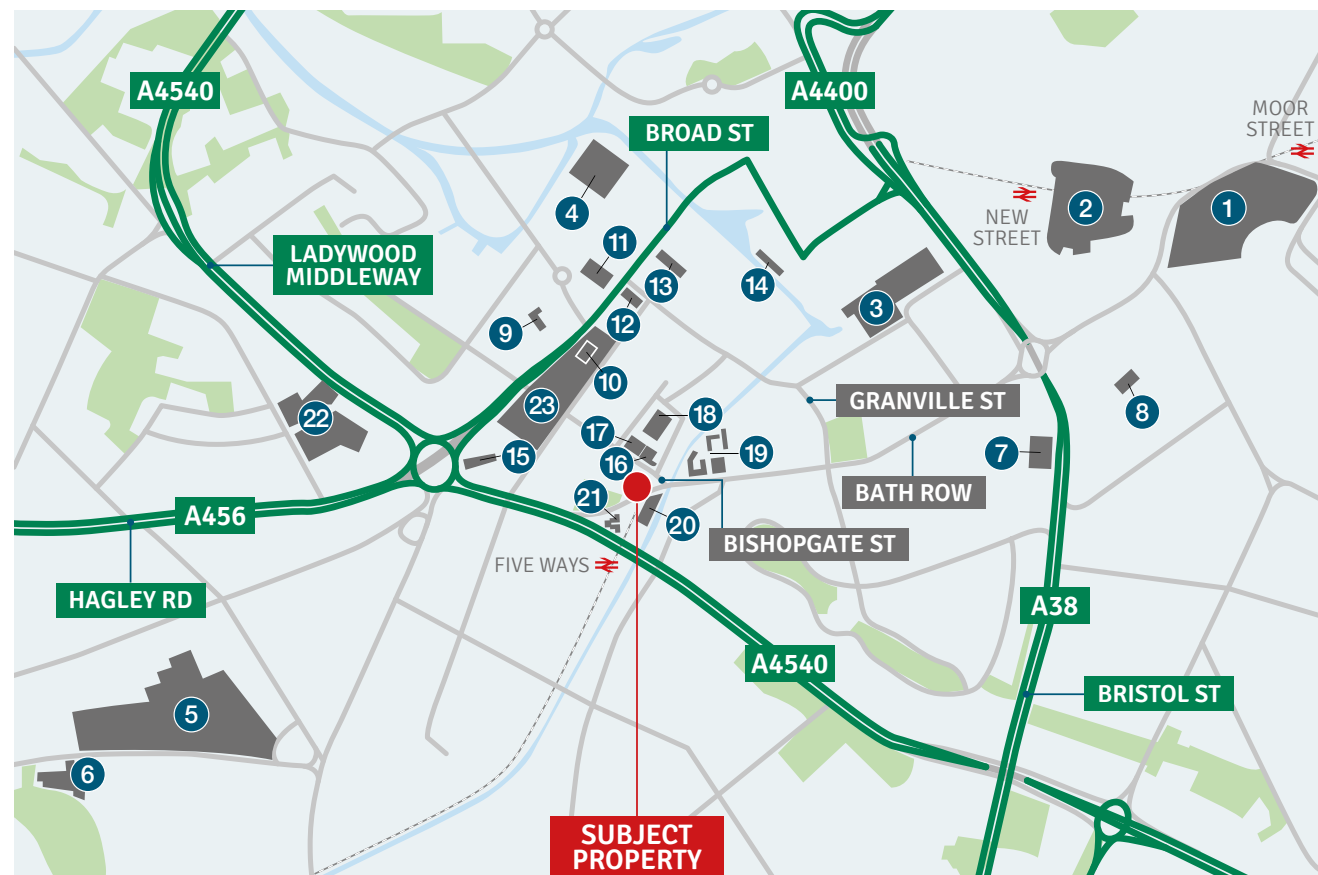 A4540
A4400
MOOR
STREET
BROAD ST
4
2
1
NEW
STREET
11
LADYWOOD
MIDDLEWAY
13
14
3
9
12
10
8
GRANVILLE ST
23
22
18
17
19
7
15
16
BATH ROW
21
20
A456
BISHOPGATE ST
FIVE WAYS
HAGLEY RD
A38
A4540
BRISTOL ST
5
6
SUBJECT
PROPERTY